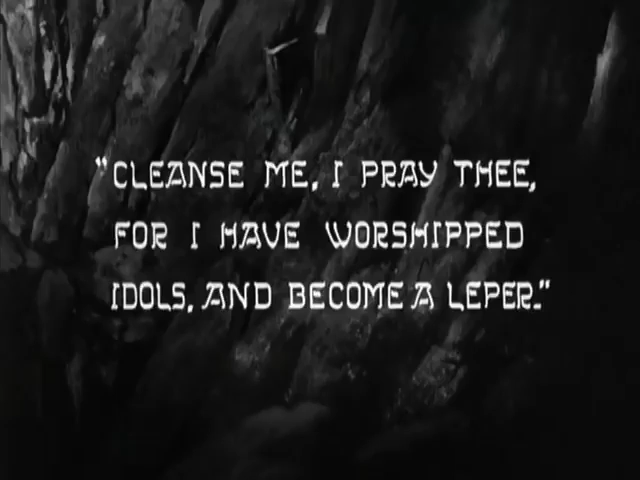 "CLEANSE ME, I PRAY THEE,
FOR I HAVE WORSHIPPED
IDOLS, AND BECOME A LEPER."